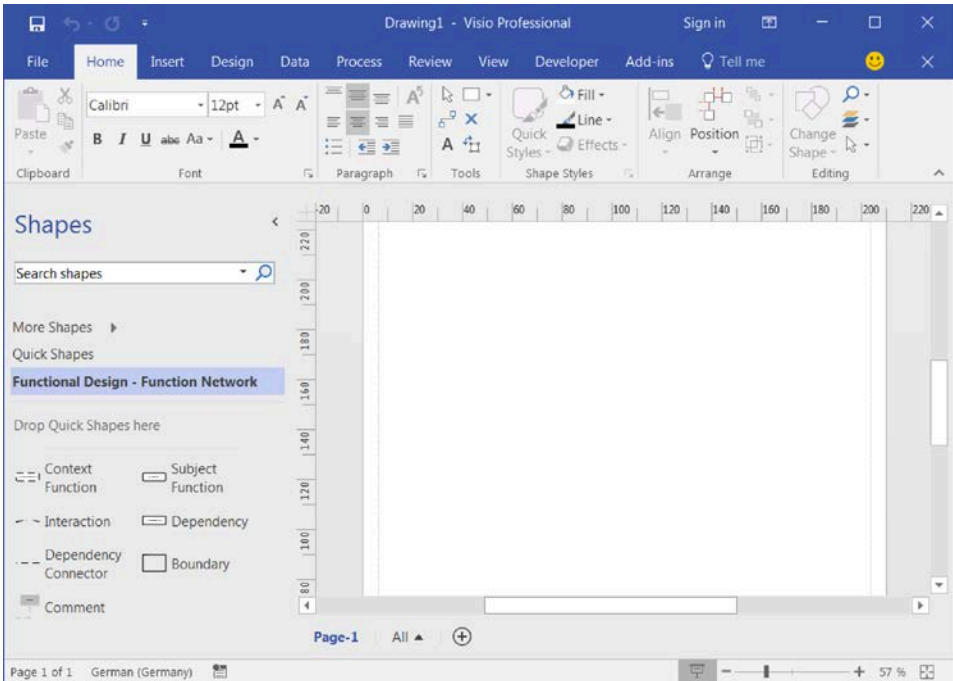 Drawing1 - Visio Professional
Sign in
File Home Insert Design Data Process Review View Developer Add-ins Tell me
Calibri 12pt A A
Paste
B I U abc Aa A
A
Fill
Line
Effects
Quick Styles
Align Position
Change Shape
Clipboard Font Paragraph Tools Shape Styles Arrange Editing
Shapes
Search shapes
More Shapes
Quick Shapes
Functional Design - Function Network
Drop Quick Shapes here
Context Function
Subject Function
Interaction
Dependency
Dependency Connector
Boundary
Comment
-20 0 20 40 60 80 100 120 140 160 180 200 220
220
200
180
160
140
120
100
80
Page-1 All
Page 1 of 1 German (Germany) 57 %